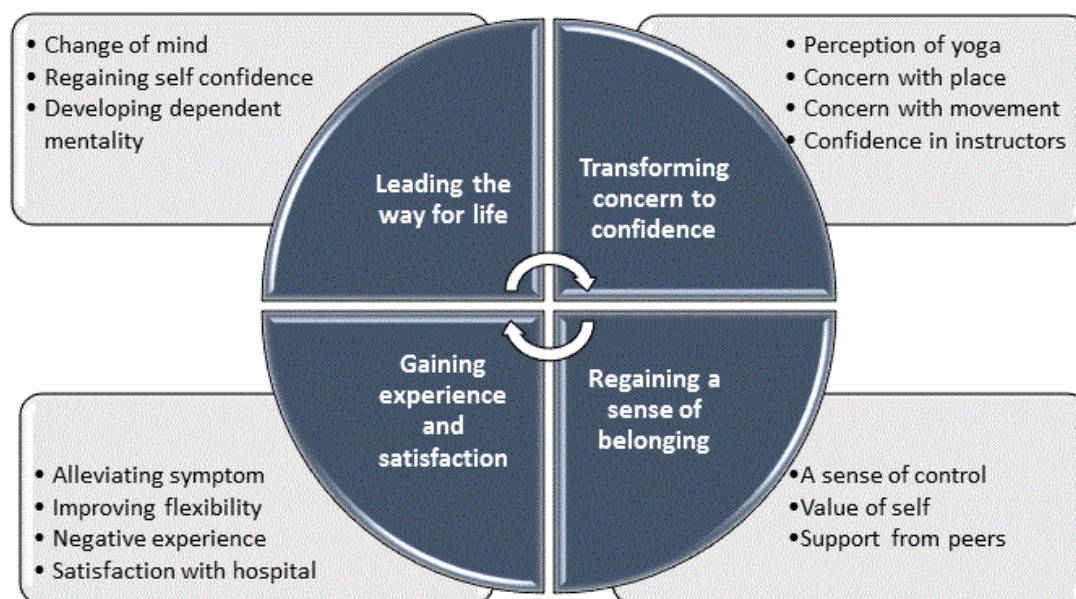 • Change of mind
• Regaining self confidence
• Developing dependent
mentality
Leading the
way for life
• Perception of yoga
• Concern with place
• Concern with movement
• Confidence in instructors
Transforming
concern to
confidence
Gaining
experience
and
satisfaction
• Alleviating symptom
• Improving flexibility
• Negative experience
• Satisfaction with hospital
Regaining a
sense of
belonging
•A sense of control
•Value of self
•Support from peers